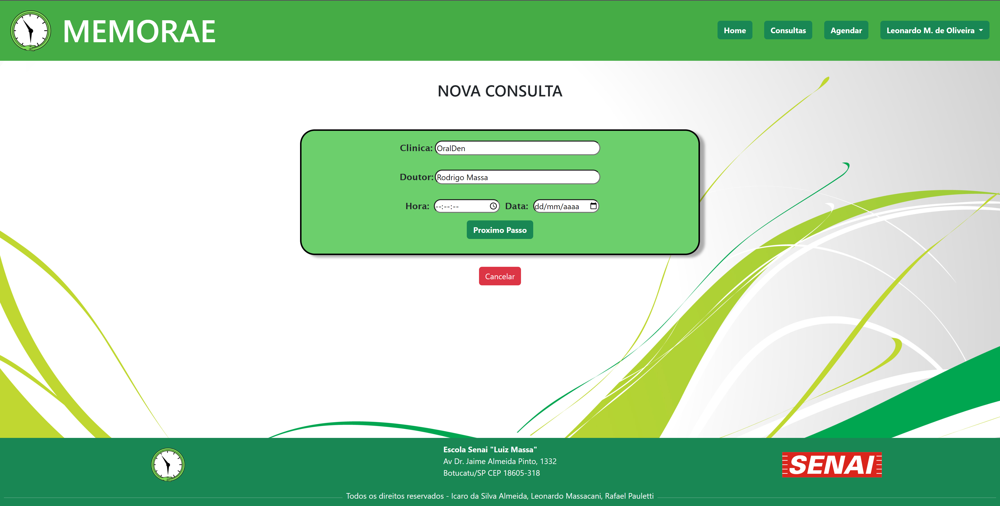 MEMORAE
Home Consultas Agendar Leonardo M. de Oliveira
NOVA CONSULTA
Clinica: OralDen
Doutor: Rodrigo Massa
Hora: --:--:-- Data: dd/mm/aaaa
Proximo Passo
Cancelar
Escola Senai "Luiz Massa"
Av Dr. Jaime Almeida Pinto, 1332
Botucatu/SP CEP 18605-318
SENAI
Todos os direitos reservados - Icaro da Silva Almeida, Leonardo Massacani, Rafael Pauletti